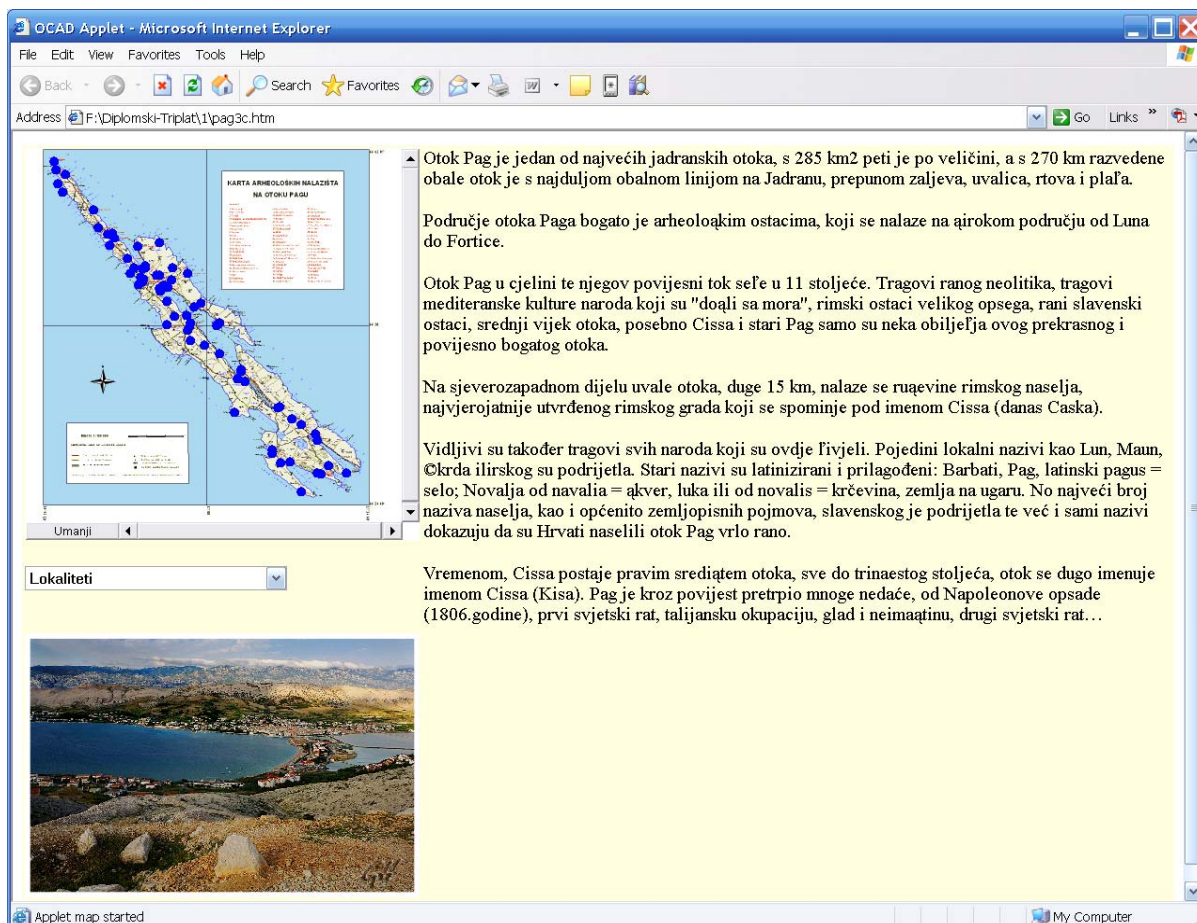 OCAD Applet - Microsoft Internet Explorer
File Edit View Favorites Tools Help
Back Search Favorites
Address F:\Diplomski-Triplat\1\pag3c.htm Go Links »
KARTA ARHEOLOŠKIH NALAZIŠTA
NA OTOKU PAGU
Umanji
Lokaliteti
Otok Pag je jedan od najvećih jadranskih otoka, s 285 km2 peti je po veličini, a s 270 km razvedene
obale otok je s najduljom obalnom linijom na Jadranu, prepunom zaljeva, uvalica, rtova i plaľa.
Područje otoka Paga bogato je arheoloąkim ostacima, koji se nalaze na ąirokom području od Luna
do Fortice.
Otok Pag u cjelini te njegov povijesni tok seľe u 11 stoljeće. Tragovi ranog neolitika, tragovi
mediteranske kulture naroda koji su "doąli sa mora", rimski ostaci velikog opsega, rani slavenski
ostaci, srednji vijek otoka, posebno Cissa i stari Pag samo su neka obiljeľja ovog prekrasnog i
povijesno bogatog otoka.
Na sjeverozapadnom dijelu uvale otoka, duge 15 km, nalaze se ruąevine rimskog naselja,
najvjerojatnije utvrđenog rimskog grada koji se spominje pod imenom Cissa (danas Caska).
Vidljivi su također tragovi svih naroda koji su ovdje ľivjeli. Pojedini lokalni nazivi kao Lun, Maun,
©krda ilirskog su podrijetla. Stari nazivi su latinizirani i prilagođeni: Barbati, Pag, latinski pagus =
selo; Novalja od navalia = ąkver, luka ili od novalis = krčevina, zemlja na ugaru. No najveći broj
naziva naselja, kao i općenito zemljopisnih pojmova, slavenskog je podrijetla te već i sami nazivi
dokazuju da su Hrvati naselili otok Pag vrlo rano.
Vremenom, Cissa postaje pravim srediątem otoka, sve do trinaestog stoljeća, otok se dugo imenuje
imenom Cissa (Kisa). Pag je kroz povijest pretrpio mnoge nedaće, od Napoleonove opsade
(1806.godine), prvi svjetski rat, talijansku okupaciju, glad i neimaątinu, drugi svjetski rat…
Applet map started My Computer